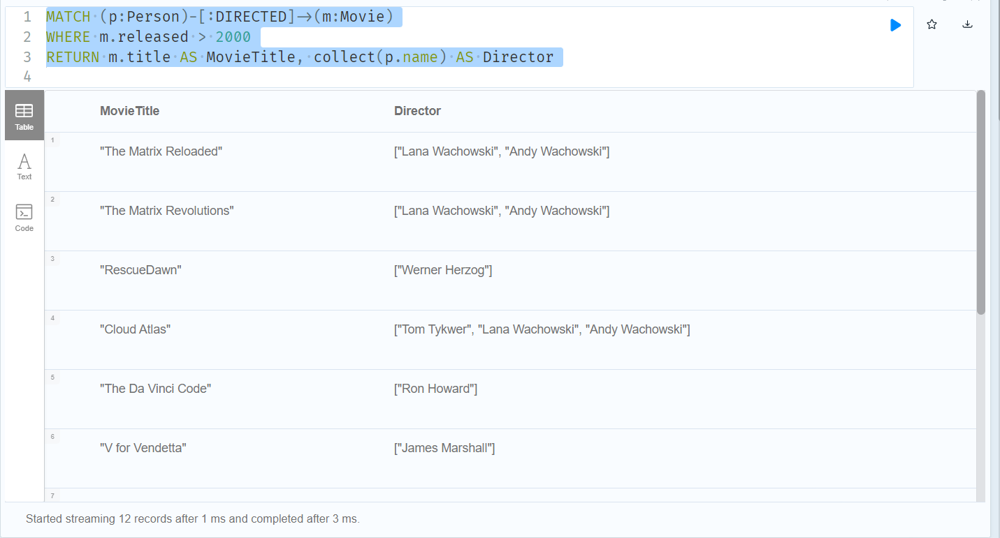 1 MATCH (p:Person)-[:DIRECTED]->(m:Movie)
2 WHERE m.released > 2000
3 RETURN m.title AS MovieTitle, collect(p.name) AS Director
4
Table
Text
Code
MovieTitle Director
1 "The Matrix Reloaded" ["Lana Wachowski", "Andy Wachowski"]
2 "The Matrix Revolutions" ["Lana Wachowski", "Andy Wachowski"]
3 "RescueDawn" ["Werner Herzog"]
4 "Cloud Atlas" ["Tom Tykwer", "Lana Wachowski", "Andy Wachowski"]
5 "The Da Vinci Code" ["Ron Howard"]
6 "V for Vendetta" ["James Marshall"]
7
Started streaming 12 records after 1 ms and completed after 3 ms.